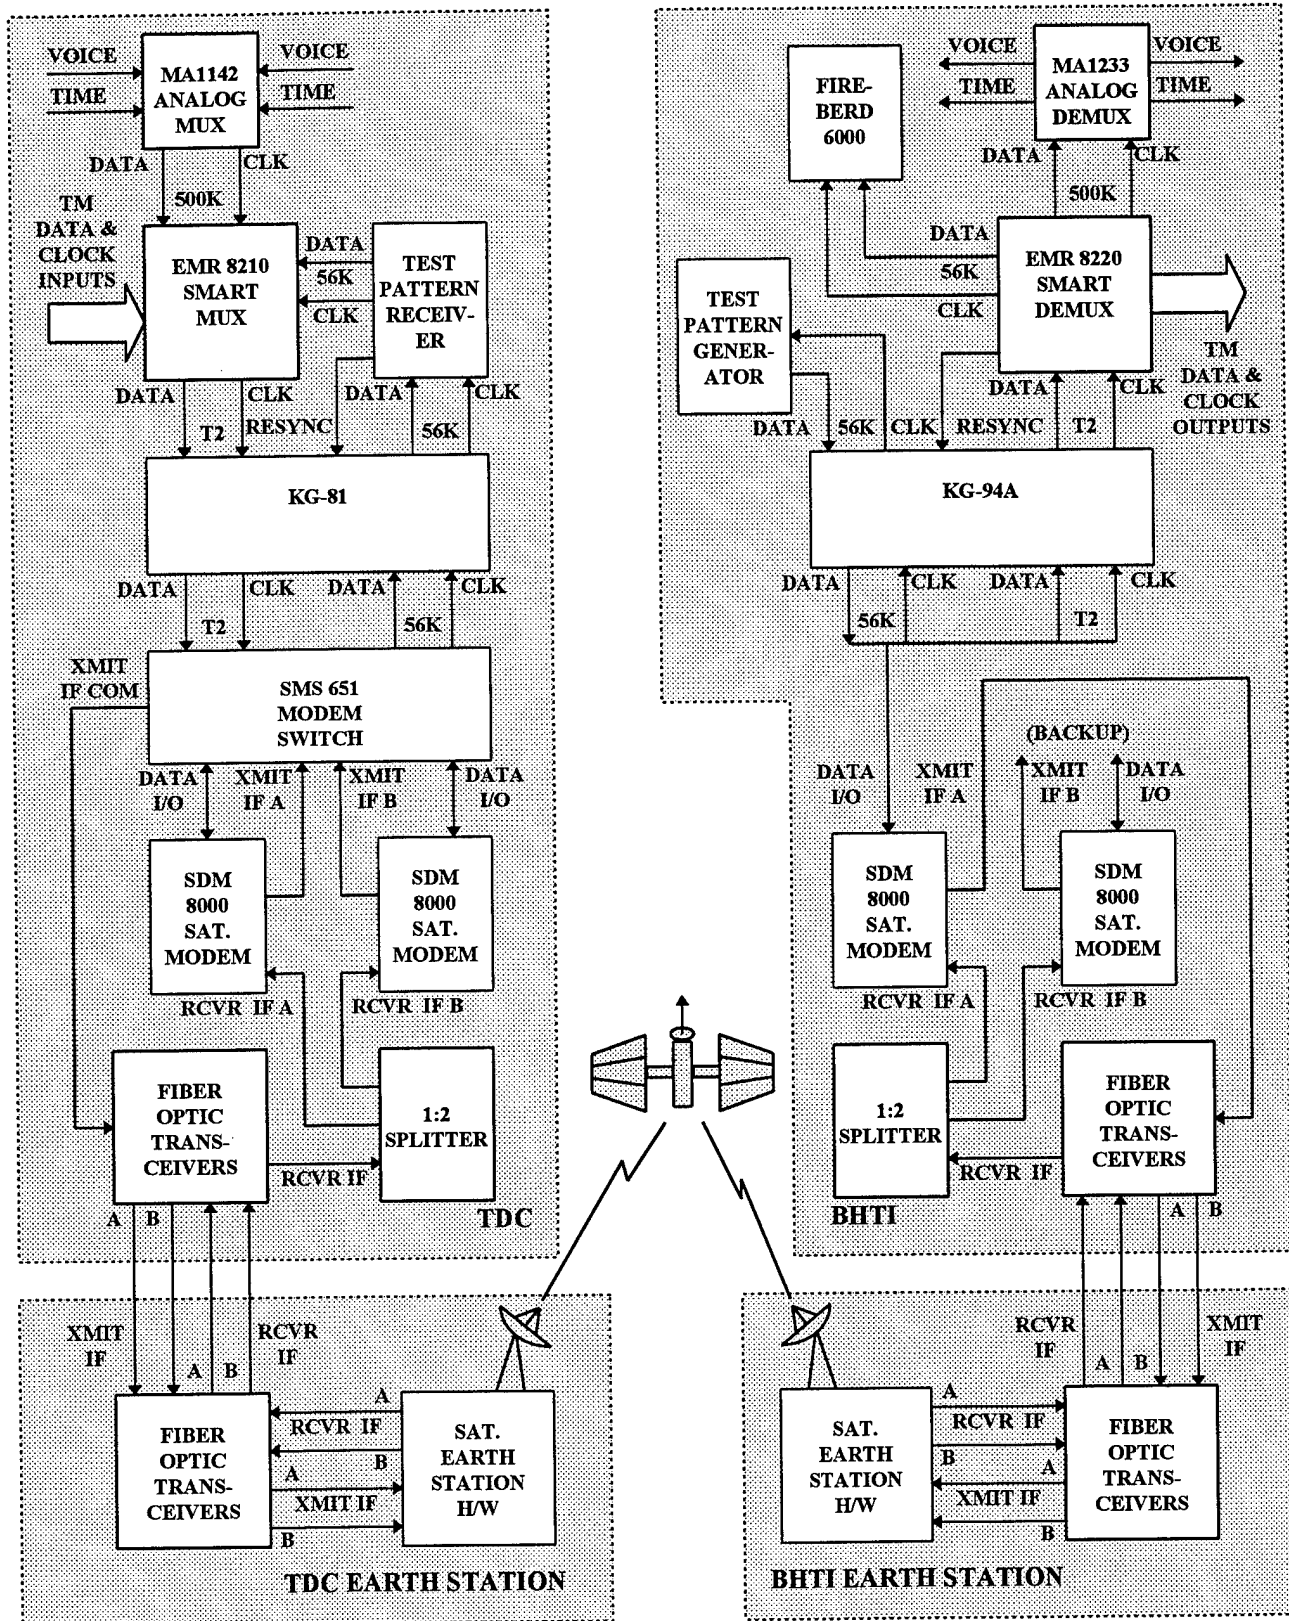 VOICE
TIME
MA1142
ANALOG
MUX
VOICE
TIME
DATA
CLK
500K
TM
DATA &
CLOCK
INPUTS
EMR 8210
SMART
MUX
DATA
56K
CLK
TEST
PATTERN
RECEIV-
ER
DATA
CLK
T2
RESYNC
DATA
CLK
56K
KG-81
DATA
CLK
T2
DATA
CLK
56K
XMIT
IF COM
SMS 651
MODEM
SWITCH
DATA
I/O
XMIT
IF A
XMIT
IF B
DATA
I/O
SDM
8000
SAT.
MODEM
SDM
8000
SAT.
MODEM
RCVR IF A
RCVR IF B
FIBER
OPTIC
TRANS-
CEIVERS
1:2
SPLITTER
RCVR IF
TDC
A
B
XMIT
IF
A
B
RCVR
IF
FIBER
OPTIC
TRANS-
CEIVERS
A
RCVR IF
B
A
XMIT IF
B
SAT.
EARTH
STATION
H/W
TDC EARTH STATION
FIRE-
BERD
6000
VOICE
TIME
MA1233
ANALOG
DEMUX
VOICE
TIME
DATA
CLK
500K
DATA
56K
CLK
EMR 8220
SMART
DEMUX
TM
DATA &
CLOCK
OUTPUTS
TEST
PATTERN
GENER-
ATOR
DATA
56K
CLK
RESYNC
DATA
T2
CLK
KG-94A
DATA
56K
CLK
DATA
T2
CLK
(BACKUP)
DATA
I/O
XMIT
IF A
XMIT
IF B
DATA
I/O
SDM
8000
SAT.
MODEM
SDM
8000
SAT.
MODEM
RCVR IF A
RCVR IF B
1:2
SPLITTER
FIBER
OPTIC
TRANS-
CEIVERS
RCVR IF
BHTI
A
B
RCVR
IF
A
B
XMIT
IF
SAT.
EARTH
STATION
H/W
A
RCVR IF
B
A
XMIT IF
B
FIBER
OPTIC
TRANS-
CEIVERS
BHTI EARTH STATION